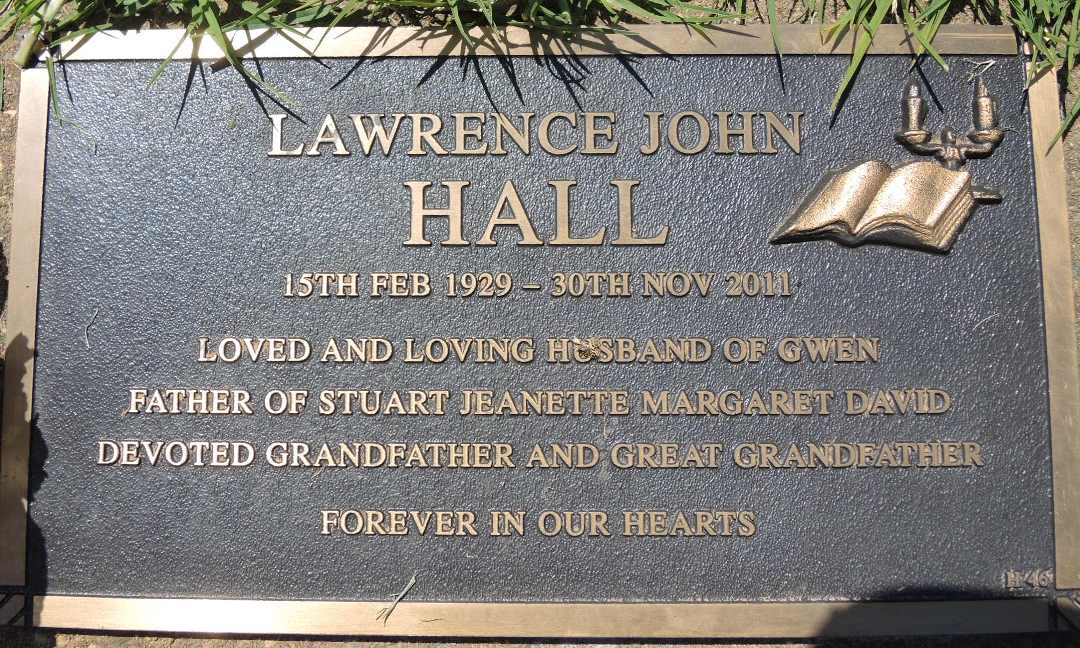 LAWRENCE JOHN
HALL
15TH FEB 1929 – 30TH NOV 2011
LOVED AND LOVING HUSBAND OF GWEN
FATHER OF STUART JEANETTE MARGARET DAVID
DEVOTED GRANDFATHER AND GREAT GRANDFATHER
FOREVER IN OUR HEARTS